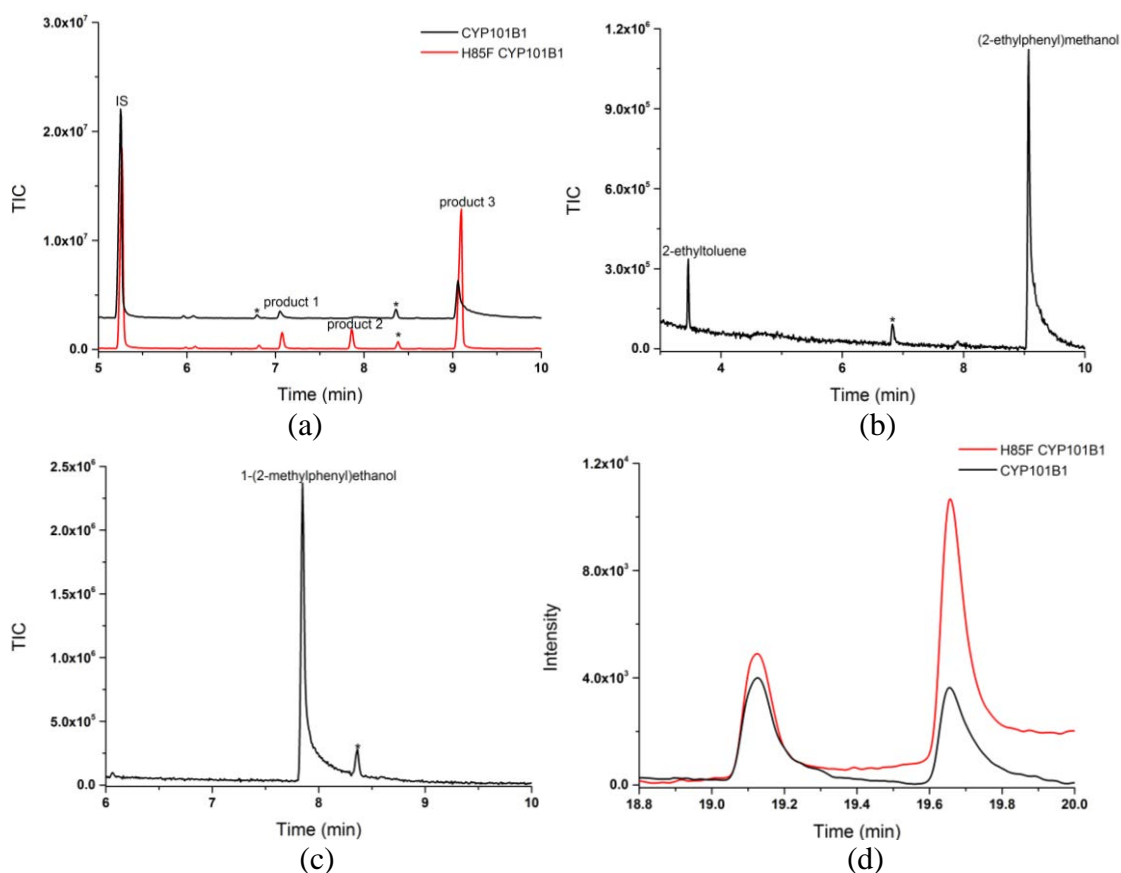 3.0x10⁷
2.0x10⁷
1.0x10⁷
0.0
TIC
5 6 7 8 9 10
Time (min)
CYP101B1
H85F CYP101B1
IS
*
product 1
product 2
*
*
product 3
(a)
1.2x10⁶
9.0x10⁵
6.0x10⁵
3.0x10⁵
0.0
TIC
4 6 8 10
Time (min)
(2-ethylphenyl)methanol
2-ethyltoluene
*
(b)
2.5x10⁶
2.0x10⁶
1.5x10⁶
1.0x10⁶
5.0x10⁵
0.0
TIC
6 7 8 9 10
Time (min)
1-(2-methylphenyl)ethanol
*
(c)
H85F CYP101B1
CYP101B1
1.2x10⁴
8.0x10³
4.0x10³
0.0
Intensity
18.8 19.0 19.2 19.4 19.6 19.8 20.0
Time (min)
(d)